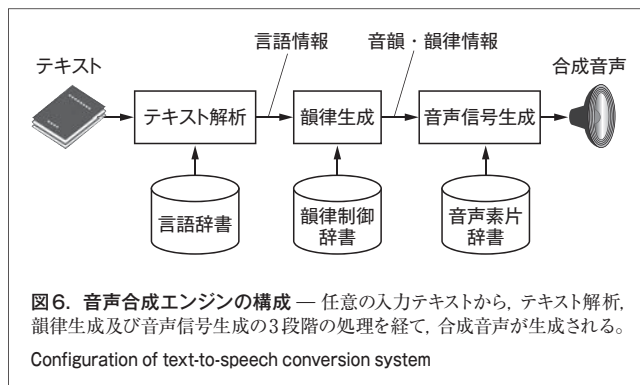 言語情報
音韻・韻律情報
テキスト
合成音声
テキスト解析
韻律生成
音声信号生成
言語辞書
韻律制御
辞書
音声素片
辞書
図6. 音声合成エンジンの構成 — 任意の入力テキストから，テキスト解析，
韻律生成及び音声信号生成の3段階の処理を経て，合成音声が生成される。
Configuration of text-to-speech conversion system